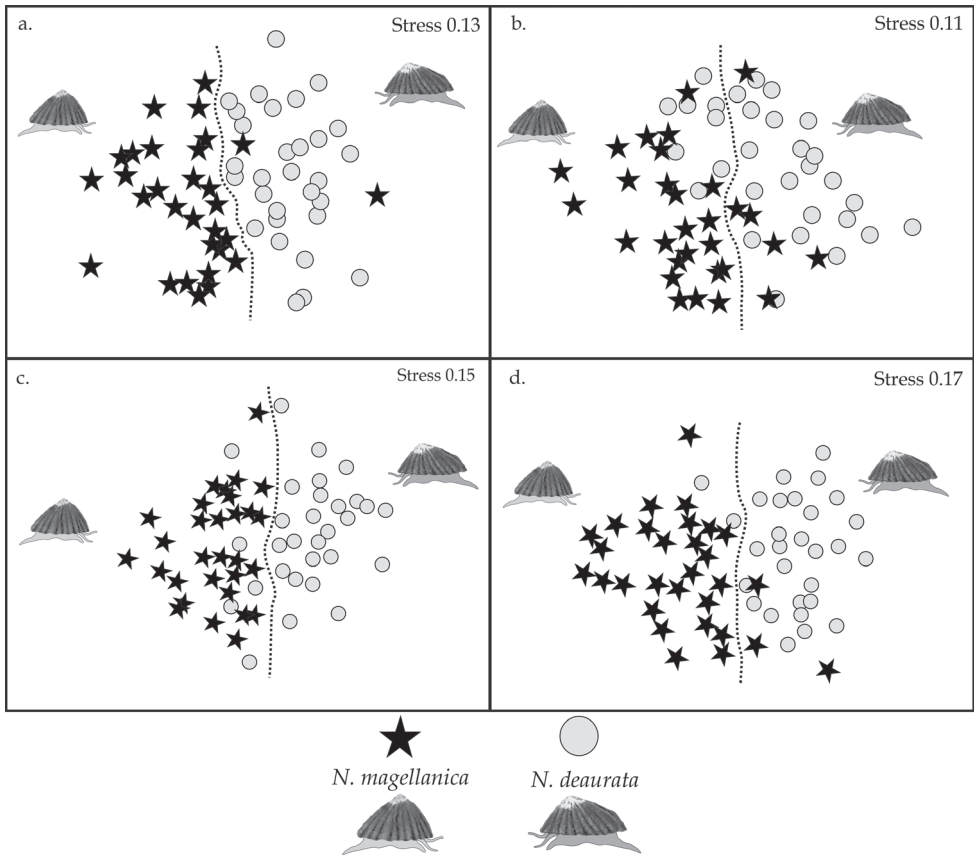 a.
Stress 0.13
b.
Stress 0.11
c.
Stress 0.15
d.
Stress 0.17
N. magellanica
N. deaurata